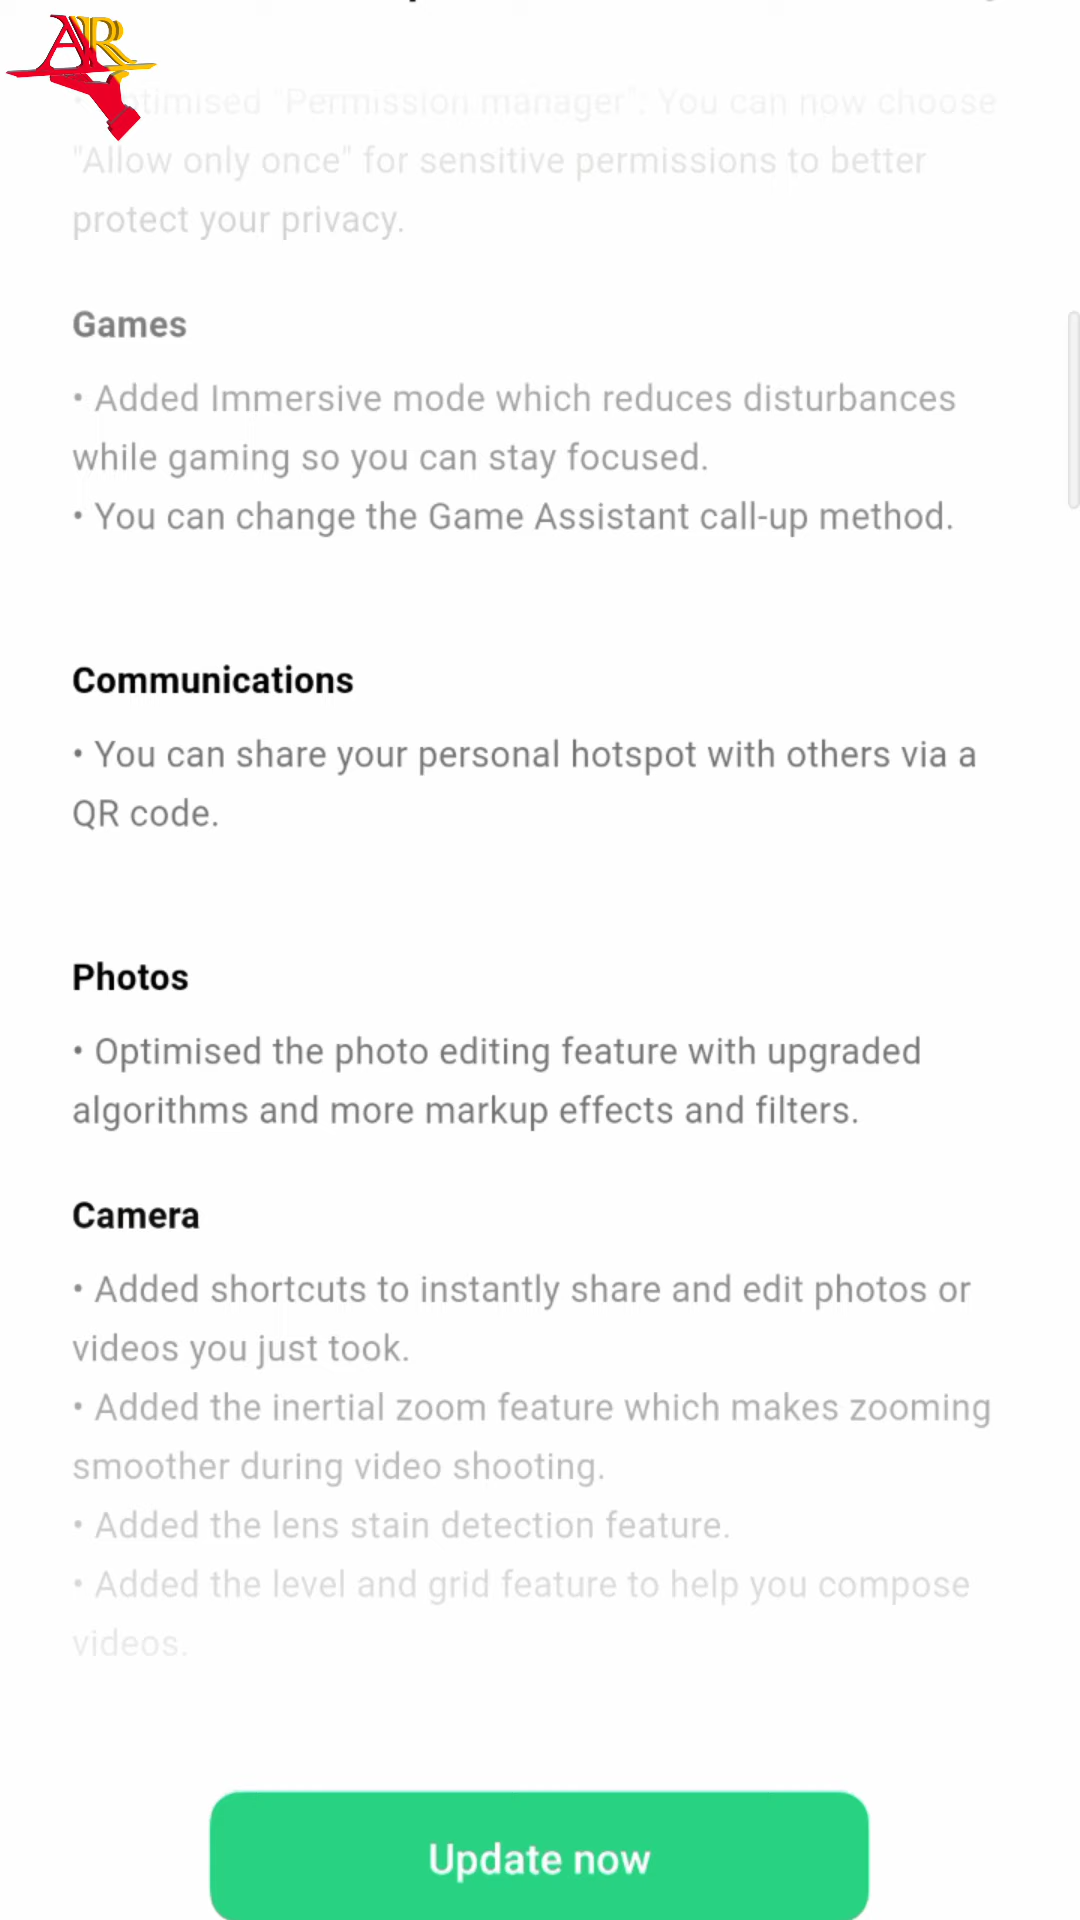 AR
timised "Permission manager": You can now choose
"Allow only once" for sensitive permissions to better
protect your privacy.
Games
• Added Immersive mode which reduces disturbances
while gaming so you can stay focused.
• You can change the Game Assistant call-up method.
Communications
• You can share your personal hotspot with others via a
QR code.
Photos
• Optimised the photo editing feature with upgraded
algorithms and more markup effects and filters.
Camera
• Added shortcuts to instantly share and edit photos or
videos you just took.
• Added the inertial zoom feature which makes zooming
smoother during video shooting.
• Added the lens stain detection feature.
• Added the level and grid feature to help you compose
videos.
Update now